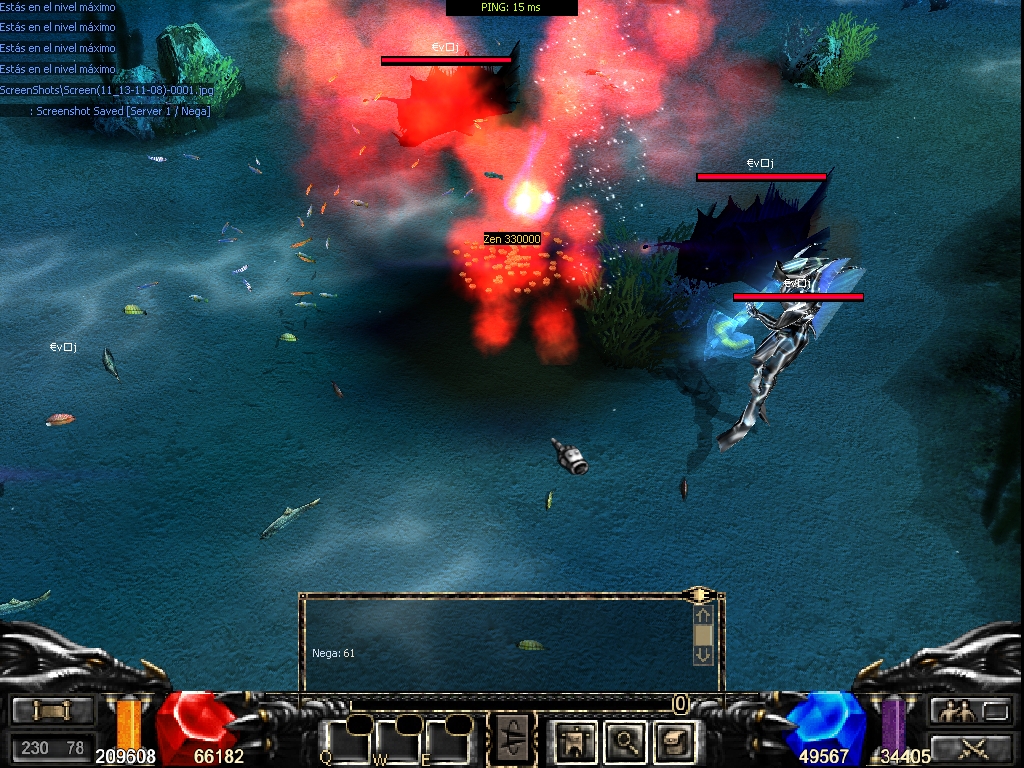 Estás en el nivel máximo
PING: 15 ms
Estás en el nivel máximo
Estás en el nivel máximo
Estás en el nivel máximo
ScreenShots\Screen(11_13-11-08)-0001.jpg
: Screenshot Saved [Server 1 / Nega]
€v□j
€v□j
Zen 330000
€v□j
€v□j
Nega: 61
0
230 78
209608
66182
Q
W
E
49567
34405